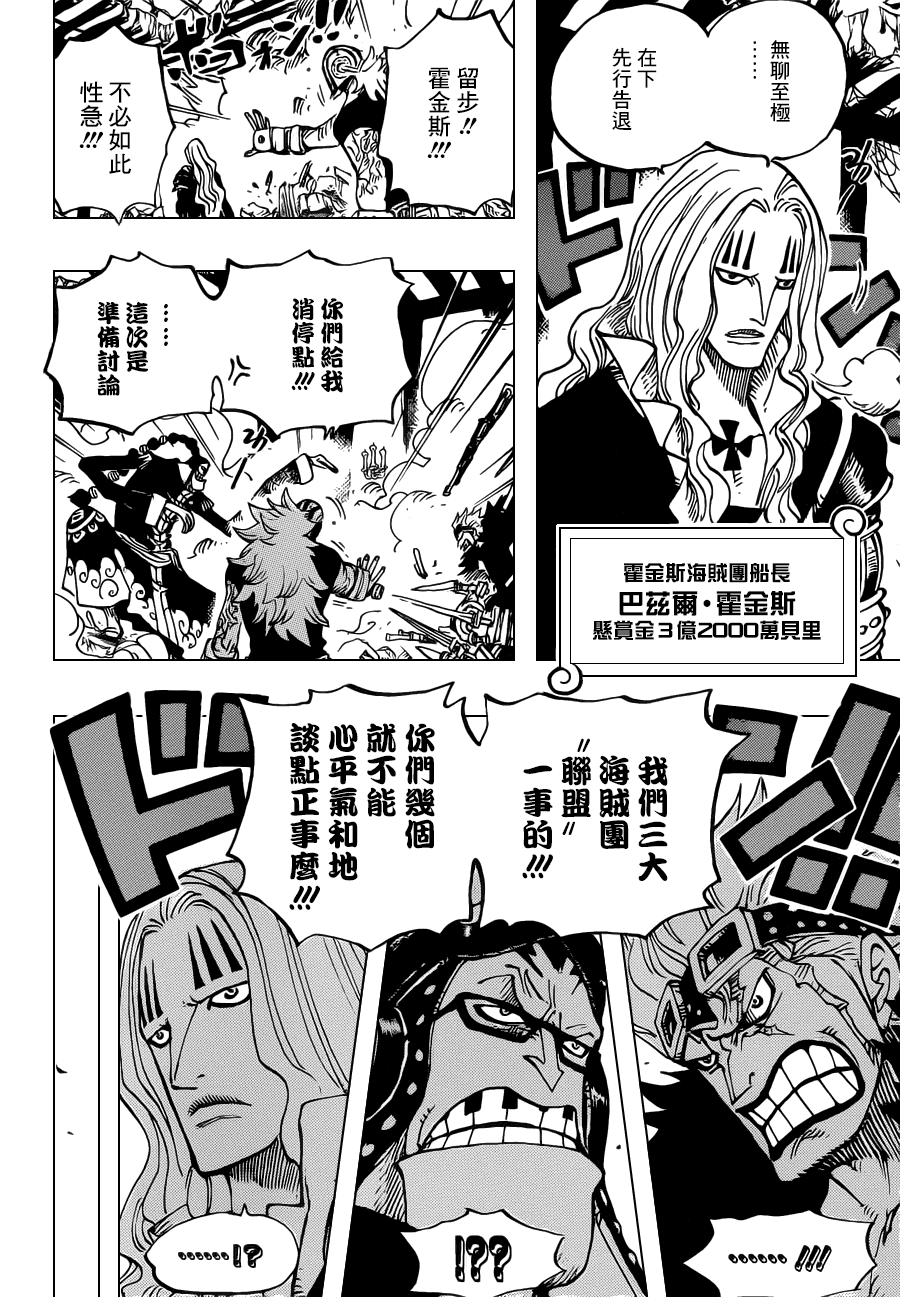 無聊至極
……
在下
先行告退
ドドン
霍金斯海賊團船長
巴茲爾·霍金斯
懸賞金3億2000萬貝里
留步!!
霍金斯!!!
不必如此
性急!!!
你們給我
消停點!!!
……
這次是
準備討論
我們三大
海賊團
"聯盟"
一事的!!!
你們幾個
就不能
心平氣和地
談點正事麼!!!
……!!!
!??
……!?